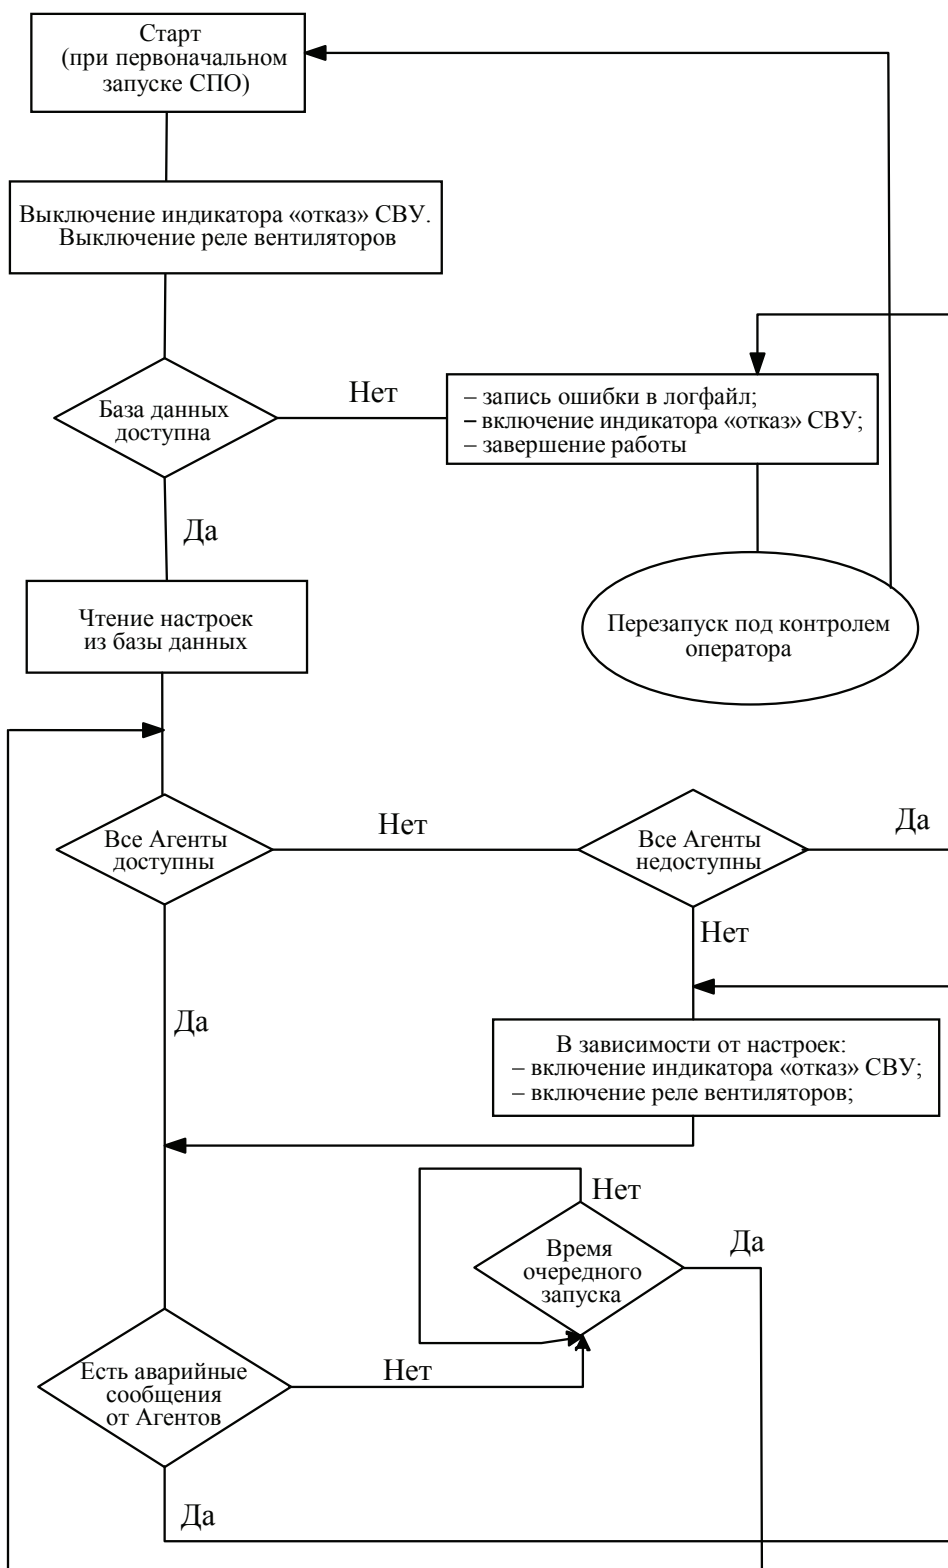 Старт
(при первоначальном
запуске СПО)
Выключение индикатора «отказ» СВУ.
Выключение реле вентиляторов
База данных
доступна
Нет
– запись ошибки в логфайл;
– включение индикатора «отказ» СВУ;
– завершение работы
Да
Чтение настроек
из базы данных
Перезапуск под контролем
оператора
Все Агенты
доступны
Нет
Все Агенты
недоступны
Да
Нет
Да
В зависимости от настроек:
– включение индикатора «отказ» СВУ;
– включение реле вентиляторов;
Нет
Время
очередного
запуска
Да
Есть аварийные
сообщения
от Агентов
Нет
Да